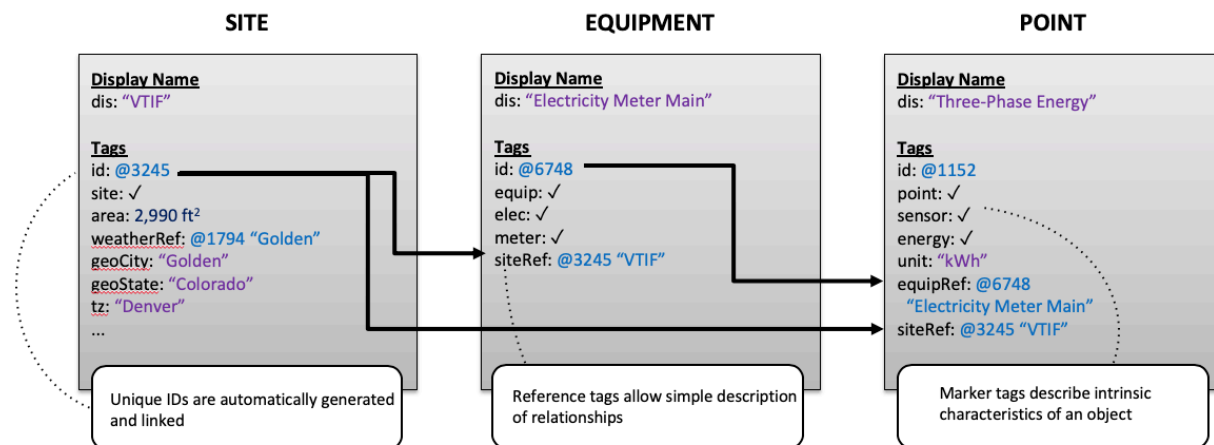 SITE
Display Name
dis: “VTIF”
Tags
id: @3245
site: ✓
area: 2,990 ft²
weatherRef: @1794 “Golden”
geoCity: “Golden”
geoState: “Colorado”
tz: “Denver”
...
Unique IDs are automatically generated
and linked
EQUIPMENT
Display Name
dis: “Electricity Meter Main”
Tags
id: @6748
equip: ✓
elec: ✓
meter: ✓
siteRef: @3245 “VTIF”
Reference tags allow simple description
of relationships
POINT
Display Name
dis: “Three-Phase Energy”
Tags
id: @1152
point: ✓
sensor: ✓
energy: ✓
unit: “kWh”
equipRef: @6748
“Electricity Meter Main”
siteRef: @3245 “VTIF”
Marker tags describe intrinsic
characteristics of an object